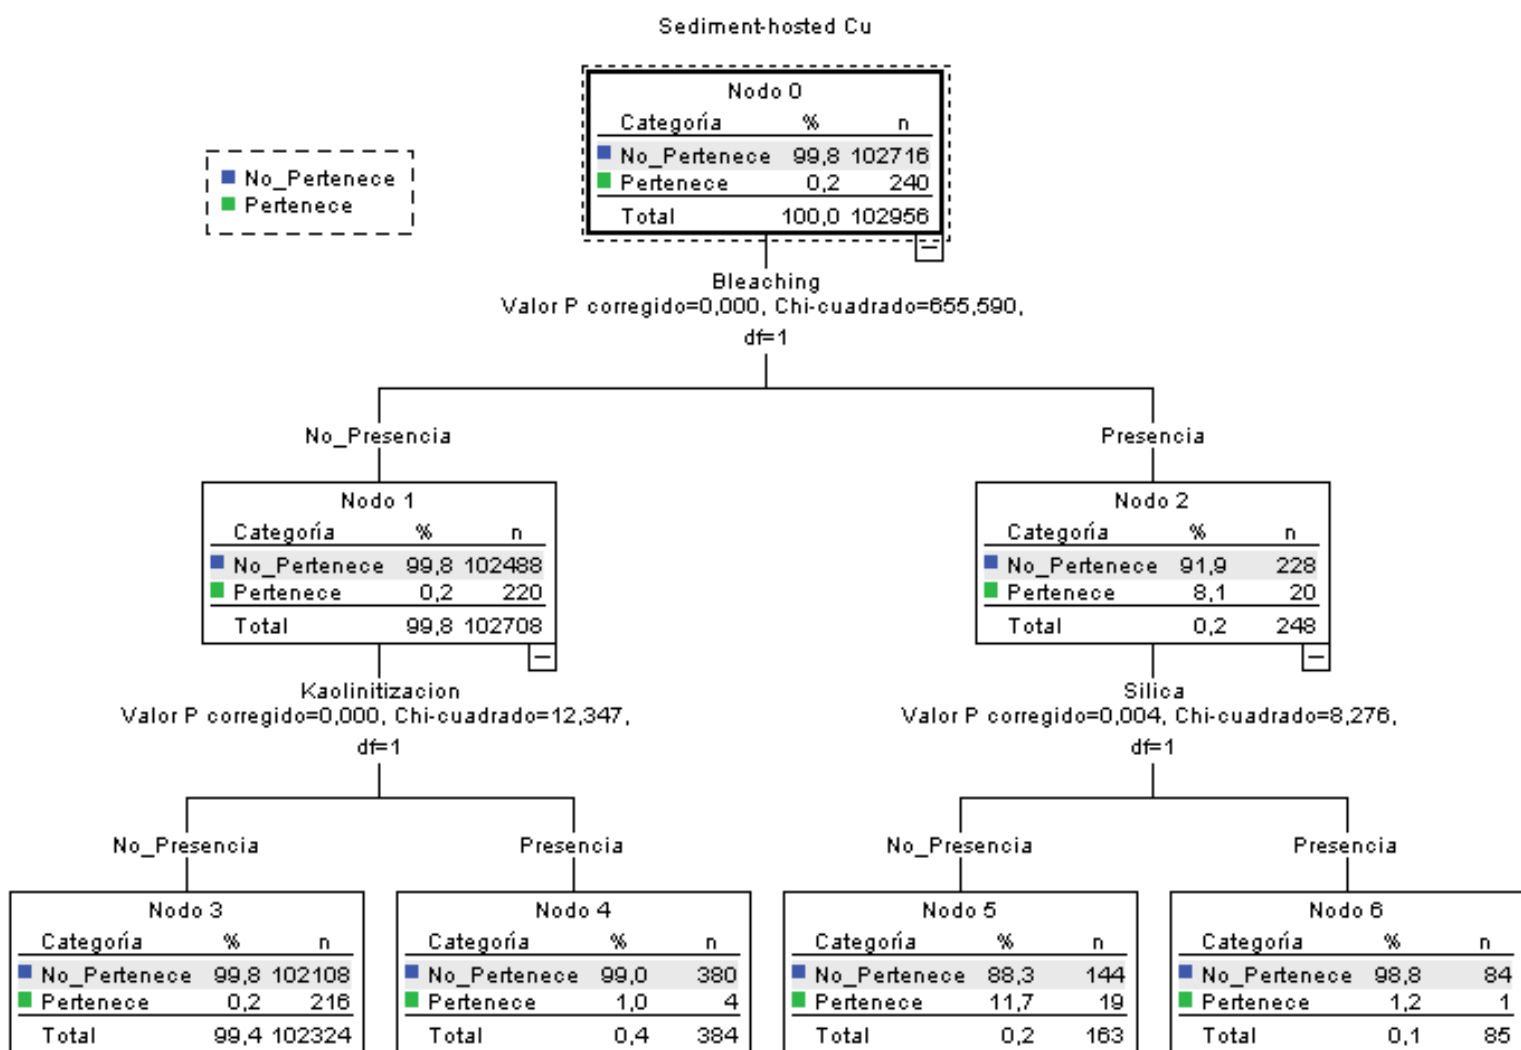 Sediment-hosted Cu
Nodo 0
Categoría % n
No_Pertenece 99,8 102716
Pertenece 0,2 240
Total 100,0 102956
No_Pertenece
Pertenece
Bleaching
Valor P corregido=0,000, Chi-cuadrado=655,590,
df=1
No_Presencia
Presencia
Nodo 1
Categoría % n
No_Pertenece 99,8 102488
Pertenece 0,2 220
Total 99,8 102708
Nodo 2
Categoría % n
No_Pertenece 91,9 228
Pertenece 8,1 20
Total 0,2 248
Kaolinitizacion
Valor P corregido=0,000, Chi-cuadrado=12,347,
df=1
Silica
Valor P corregido=0,004, Chi-cuadrado=8,276,
df=1
No_Presencia
Presencia
No_Presencia
Presencia
Nodo 3
Categoría % n
No_Pertenece 99,8 102108
Pertenece 0,2 216
Total 99,4 102324
Nodo 4
Categoría % n
No_Pertenece 99,0 380
Pertenece 1,0 4
Total 0,4 384
Nodo 5
Categoría % n
No_Pertenece 88,3 144
Pertenece 11,7 19
Total 0,2 163
Nodo 6
Categoría % n
No_Pertenece 98,8 84
Pertenece 1,2 1
Total 0,1 85